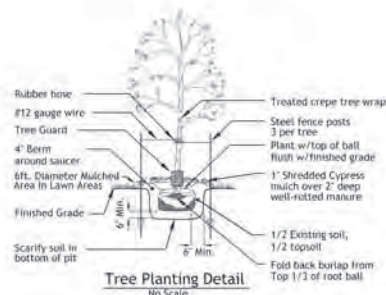 Rubber hose
#12 gauge wire
Tree Guard
4" Berm
around saucer
6ft. Diameter Mulched
Area In Lawn Areas
Finished Grade
Scarify soil in
bottom of pit
6" Min.
6" Min.
Treated crepe tree wrap
Steel fence posts
3 per tree
Plant w/top of ball
flush w/finished grade
1" Shredded Cypress
mulch over 2" deep
well-rotted manure
1/2 Existing soil,
1/2 topsoil
Fold back burlap from
Top 1/3 of root ball
Tree Planting Detail
No Scale